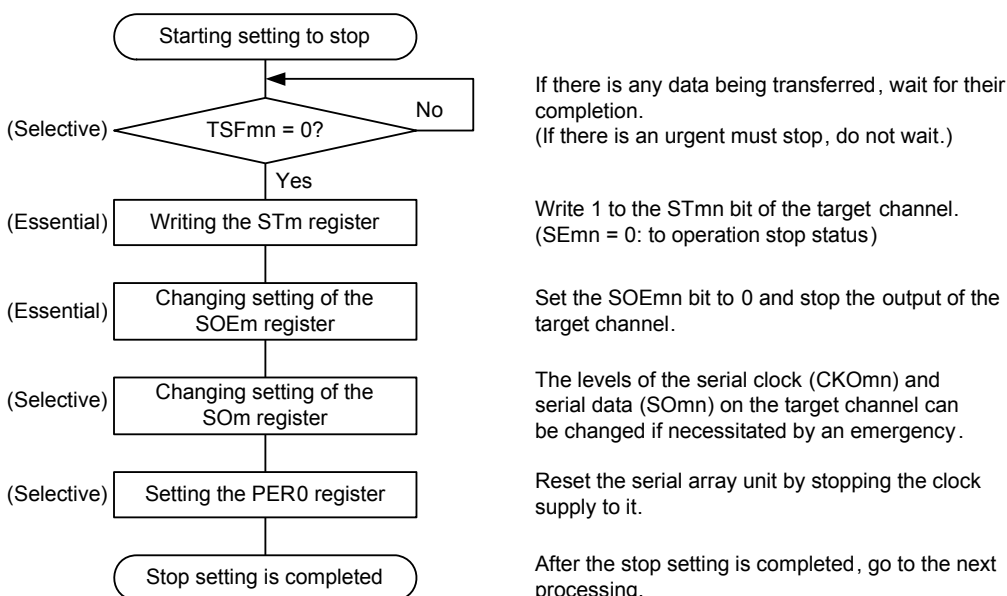 Starting setting to stop
No
(Selective)
TSFmn = 0?
If there is any data being transferred, wait for their
completion.
(If there is an urgent must stop, do not wait.)
Yes
(Essential)
Writing the STm register
Write 1 to the STmn bit of the target channel.
(SEmn = 0: to operation stop status)
(Essential)
Changing setting of the
SOEm register
Set the SOEmn bit to 0 and stop the output of the
target channel.
(Selective)
Changing setting of the
SOm register
The levels of the serial clock (CKOmn) and
serial data (SOmn) on the target channel can
be changed if necessitated by an emergency.
(Selective)
Setting the PER0 register
Reset the serial array unit by stopping the clock
supply to it.
Stop setting is completed
After the stop setting is completed, go to the next
processing.